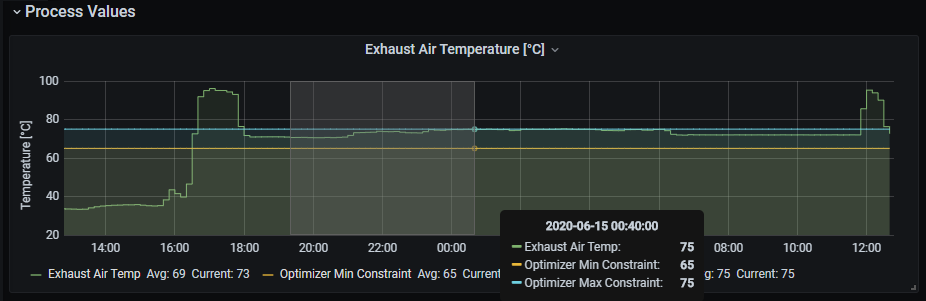 Process Values
Exhaust Air Temperature [°C]
Temperature [°C]
100
80
60
40
20
14:00 16:00 18:00 20:00 22:00 00:00 08:00 10:00 12:00
2020-06-15 00:40:00
Exhaust Air Temp: 75
Optimizer Min Constraint: 65
Optimizer Max Constraint: 75
Exhaust Air Temp Avg: 69 Current: 73 Optimizer Min Constraint Avg: 65 Curren g: 75 Current: 75